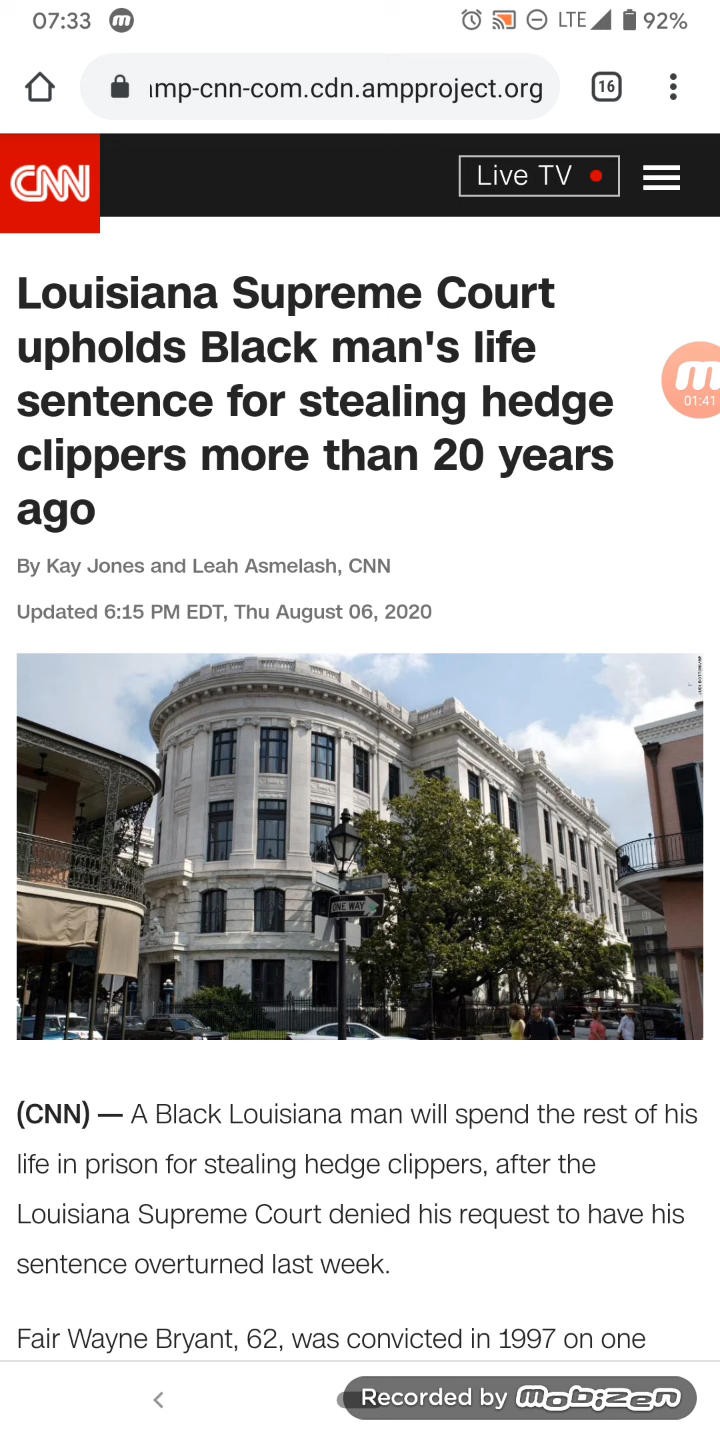 07:33 m LTE 92%
amp-cnn-com.cdn.ampproject.org 16
CNN Live TV
Louisiana Supreme Court
upholds Black man's life
sentence for stealing hedge
clippers more than 20 years
ago
m
01:41
By Kay Jones and Leah Asmelash, CNN
Updated 6:15 PM EDT, Thu August 06, 2020
ONE WAY
(CNN) — A Black Louisiana man will spend the rest of his
life in prison for stealing hedge clippers, after the
Louisiana Supreme Court denied his request to have his
sentence overturned last week.
Fair Wayne Bryant, 62, was convicted in 1997 on one
Recorded by mobizen